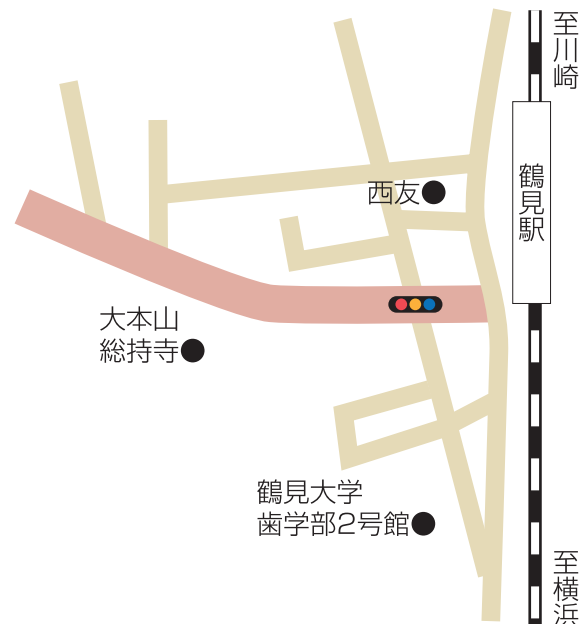 至川崎
鶴見駅
西友
大本山
総持寺
鶴見大学
歯学部2号館
至横浜